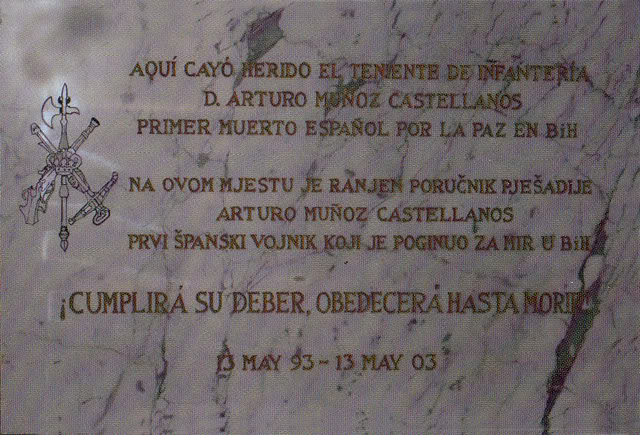 AQUÍ CAYÓ HERIDO EL TENIENTE DE INFANTERÍA
D. ARTURO MUÑOZ CASTELLANOS
PRIMER MUERTO ESPAÑOL POR LA PAZ EN BiH
NA OVOM MJESTU JE RANJEN PORUČNIK PJEŠADIJE
ARTURO MUÑOZ CASTELLANOS
PRVI ŠPANSKI VOJNIK KOJI JE POGINUO ZA MIR U BiH
¡CUMPLIRÁ SU DEBER, OBEDECERÁ HASTA MORIR!
13 MAY 93 - 13 MAY 03